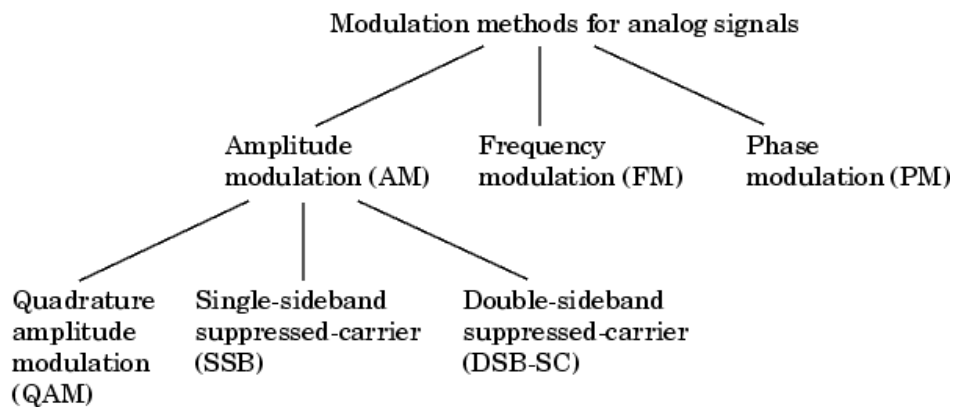 Modulation methods for analog signals
Amplitude
modulation (AM)
Frequency
modulation (FM)
Phase
modulation (PM)
Quadrature
amplitude
modulation
(QAM)
Single-sideband
suppressed-carrier
(SSB)
Double-sideband
suppressed-carrier
(DSB-SC)